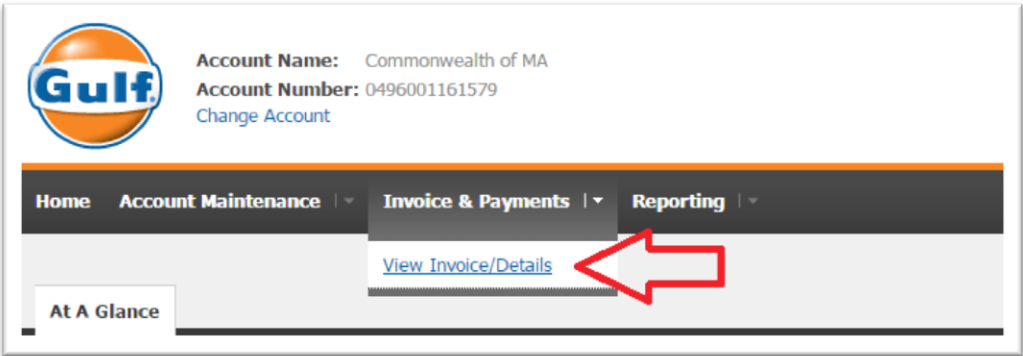 Gulf
Account Name: Commonwealth of MA
Account Number: 0496001161579
Change Account
Home Account Maintenance Invoice & Payments Reporting
View Invoice/Details
At A Glance